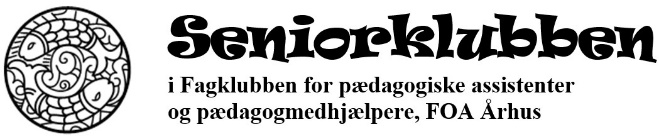 Seniorklubben
i Fagklubben for pædagogiske assistenter
og pædagogmedhjælpere, FOA Århus